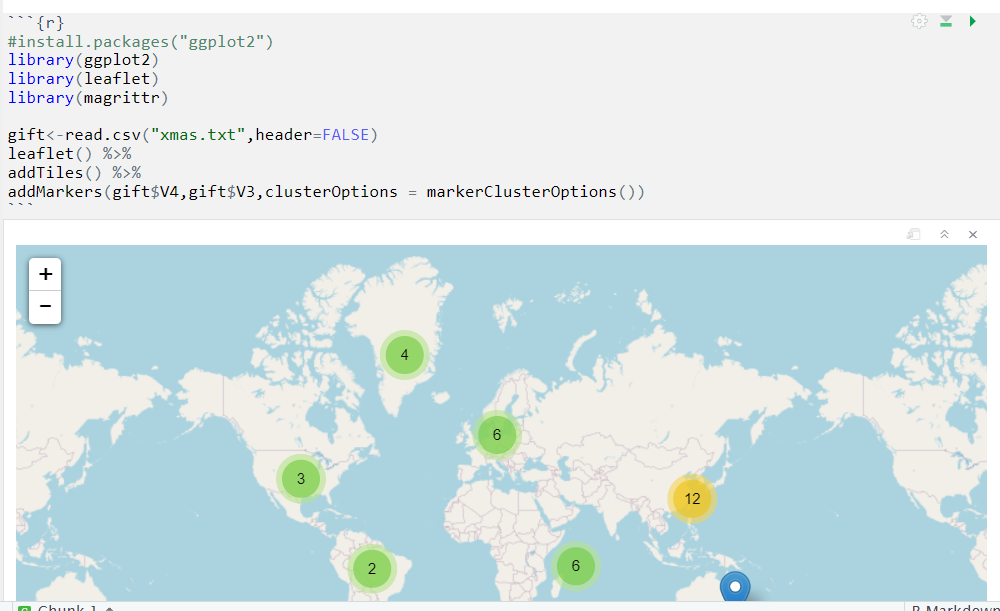 ```{r}
#install.packages("ggplot2")
library(ggplot2)
library(leaflet)
library(magrittr)
gift<-read.csv("xmas.txt",header=FALSE)
leaflet() %>%
addTiles() %>%
addMarkers(gift$V4,gift$V3,clusterOptions = markerClusterOptions())
```
+
−
4
6
3
12
2
6
Chunk 1
R Markdown